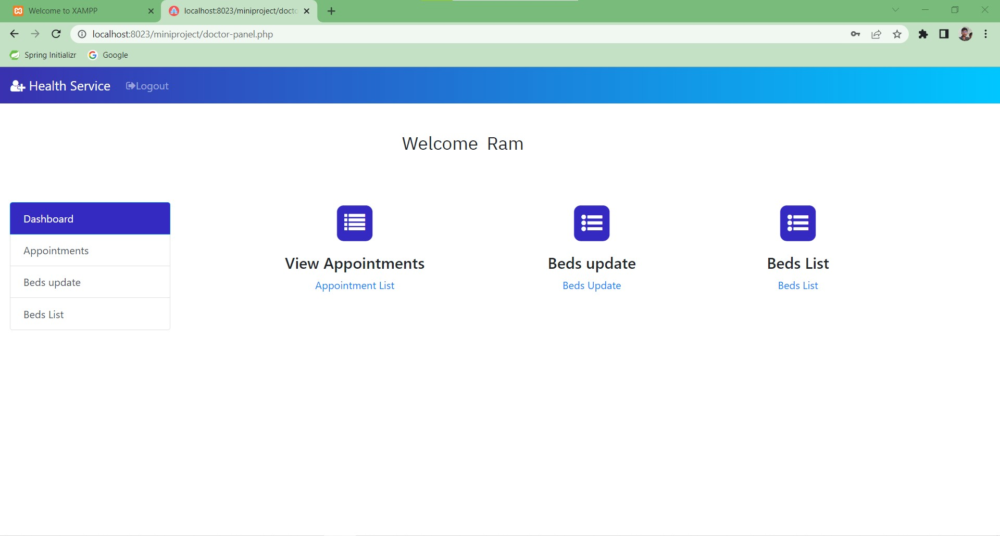 Welcome to XAMPP
localhost:8023/miniproject/docto
localhost:8023/miniproject/doctor-panel.php
Spring Initializr Google
Health Service Logout
Welcome Ram
Dashboard
Appointments
Beds update
Beds List
View Appointments
Appointment List
Beds update
Beds Update
Beds List
Beds List